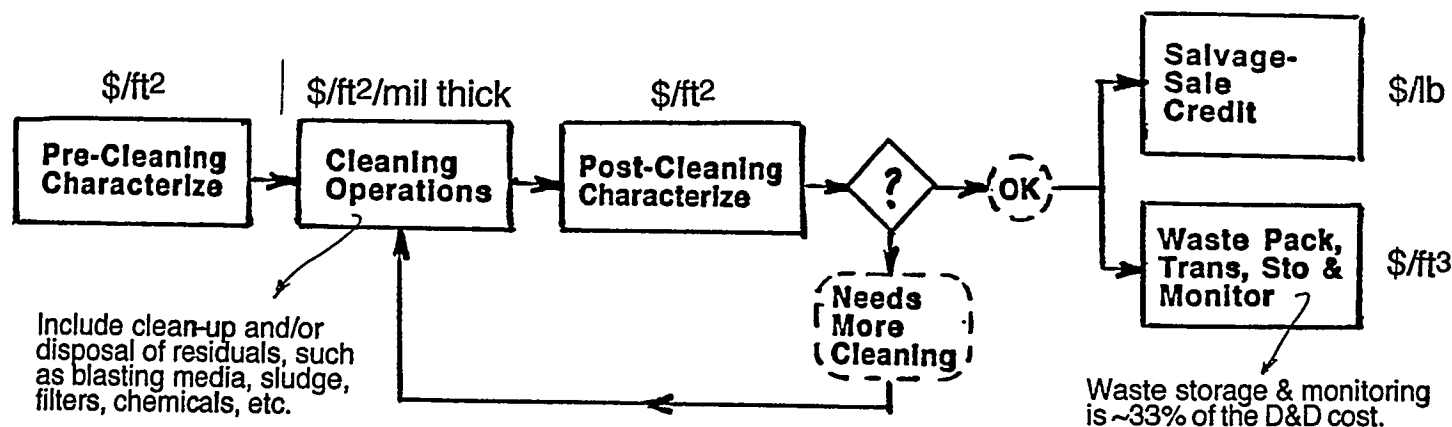 $/ft2
$/ft2/mil thick
$/ft2
Pre-Cleaning
Characterize
Cleaning
Operations
Post-Cleaning
Characterize
?
OK
Needs
More
Cleaning
Salvage-
Sale
Credit
$/lb
Waste Pack,
Trans, Sto &
Monitor
$/ft3
Include clean-up and/or
disposal of residuals, such
as blasting media, sludge,
filters, chemicals, etc.
Waste storage & monitoring
is ~33% of the D&D cost.